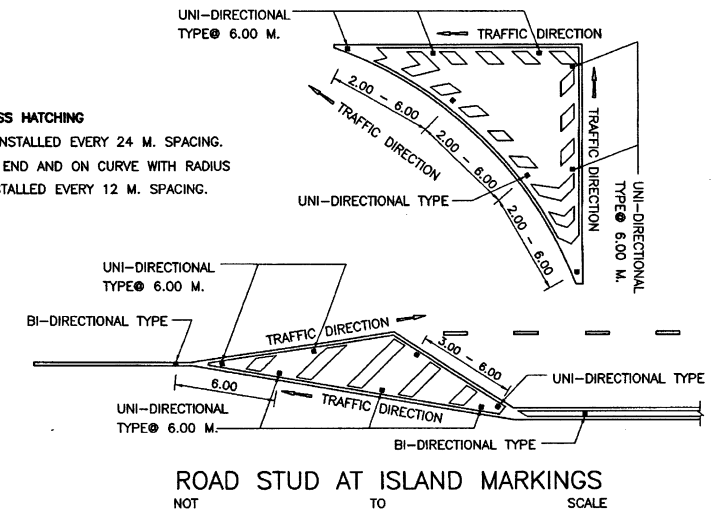 UNI-DIRECTIONAL
TYPE@ 6.00 M.
TRAFFIC DIRECTION
SS HATCHING
NSTALLED EVERY 24 M. SPACING.
END AND ON CURVE WITH RADIUS
STALLED EVERY 12 M. SPACING.
2.00 - 6.00
TRAFFIC DIRECTION
2.00 - 6.00
2.00 - 6.00
TRAFFIC DIRECTION
UNI-DIRECTIONAL
TYPE@ 6.00 M.
UNI-DIRECTIONAL TYPE
UNI-DIRECTIONAL
TYPE@ 6.00 M.
BI-DIRECTIONAL TYPE
TRAFFIC DIRECTION
3.00 - 6.00
6.00
TRAFFIC DIRECTION
UNI-DIRECTIONAL TYPE
UNI-DIRECTIONAL
TYPE@ 6.00 M.
BI-DIRECTIONAL TYPE
ROAD STUD AT ISLAND MARKINGS
NOT TO SCALE